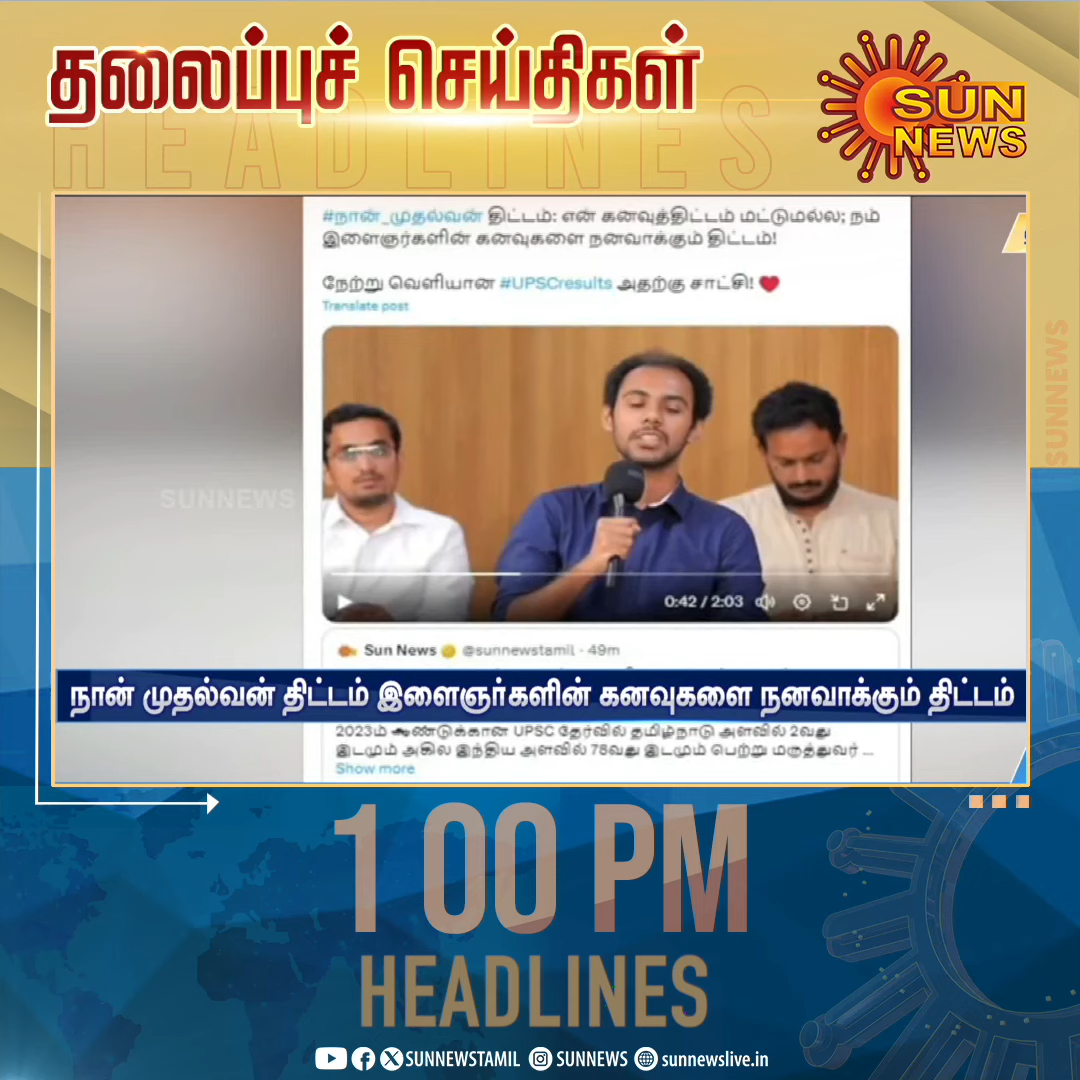 தலைப்புச் செய்திகள்
HEADLINES
SUN
NEWS
#நான்_முதல்வன் திட்டம்: என் கனவுத்திட்டம் மட்டுமல்ல; நம்
இளைஞர்களின் கனவுகளை நனவாக்கும் திட்டம்!
நேற்று வெளியான #UPSCresults அதற்கு சாட்சி! ❤️
Translate post
SUNNEWS
SUNNEWS
0:42 / 2:03
Sun News @sunnewstamil · 49m
நான் முதல்வன் திட்டம் இளைஞர்களின் கனவுகளை நனவாக்கும் திட்டம்
2023ம் ஆண்டுக்கான UPSC தேர்வில் தமிழ்நாடு அளவில் 2வது
இடமும் அகில இந்திய அளவில் 78வது இடமும் பெற்று மருத்துவர் ...
Show more
1 00 PM
HEADLINES
SUNNEWSTAMIL SUNNEWS sunnewslive.in